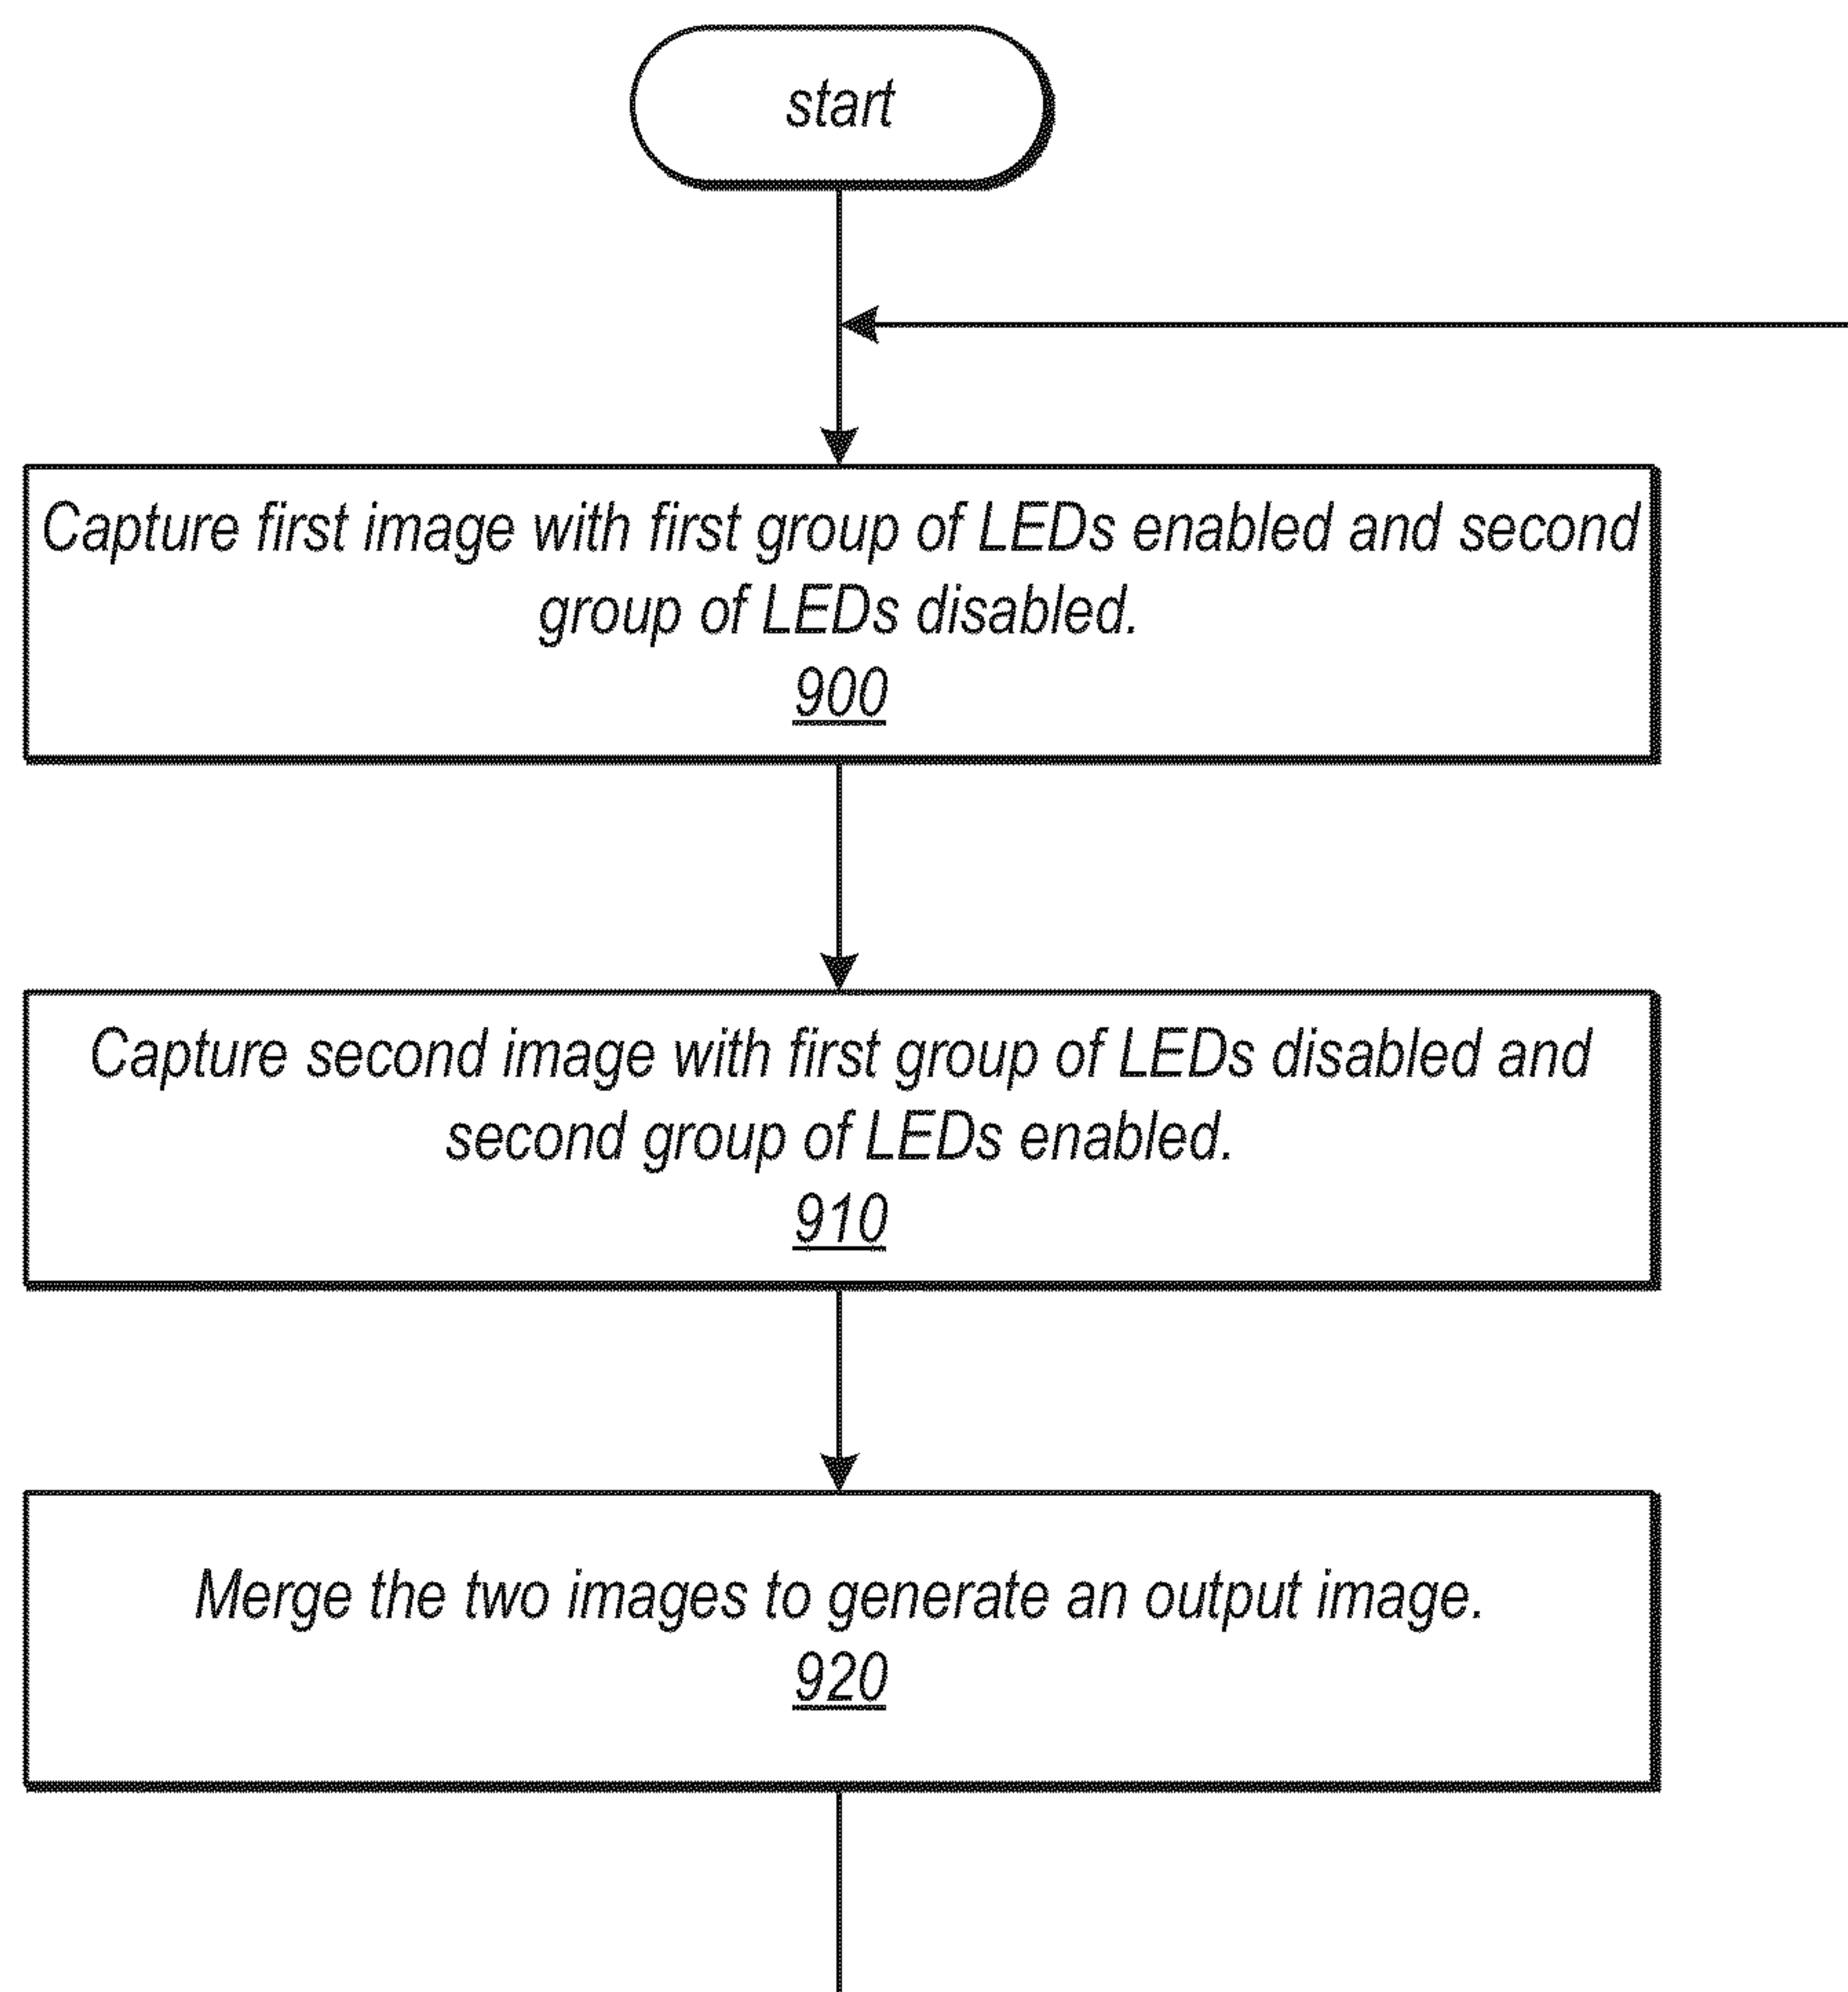 start
Capture first image with first group of LEDs enabled and second
group of LEDs disabled.
900
Capture second image with first group of LEDs disabled and
second group of LEDs enabled.
910
Merge the two images to generate an output image.
920